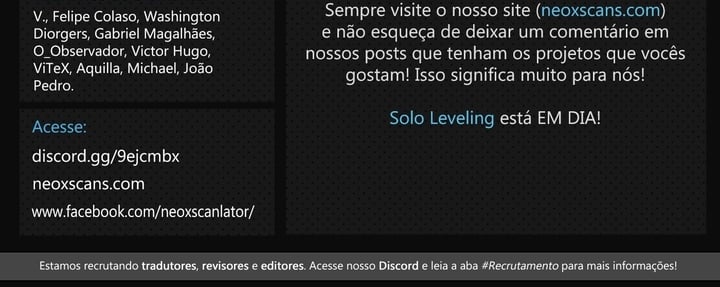 V., Felipe Colaso, Washington
Diorgers, Gabriel Magalhães,
O_Observador, Victor Hugo,
ViTeX, Aquilla, Michael, João
Pedro.
Acesse:
discord.gg/9ejcmbx
neoxscans.com
www.facebook.com/neoxscanlator/
Sempre visite o nosso site (neoxscans.com)
e não esqueça de deixar um comentário em
nossos posts que tenham os projetos que vocês
gostam! Isso significa muito para nós!
Solo Leveling está EM DIA!
Estamos recrutando tradutores, revisores e editores. Acesse nosso Discord e leia a aba #Recrutamento para mais informações!